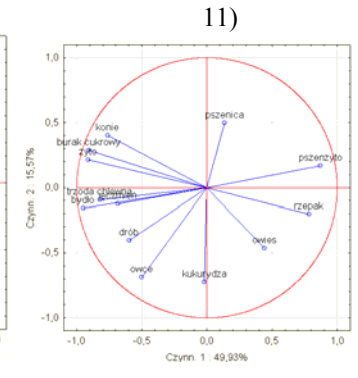 11)
1,0
0,5
0,0
-0,5
-1,0
Czynn. 2 : 15,57%
konie
burak cukrowy
żyto
pszenica
pszenżyto
trzoda chlewna
bydło
rzepak
drób
owies
owce
kukurydza
-1,0 -0,5 0,0 0,5 1,0
Czynn. 1 : 49,93%